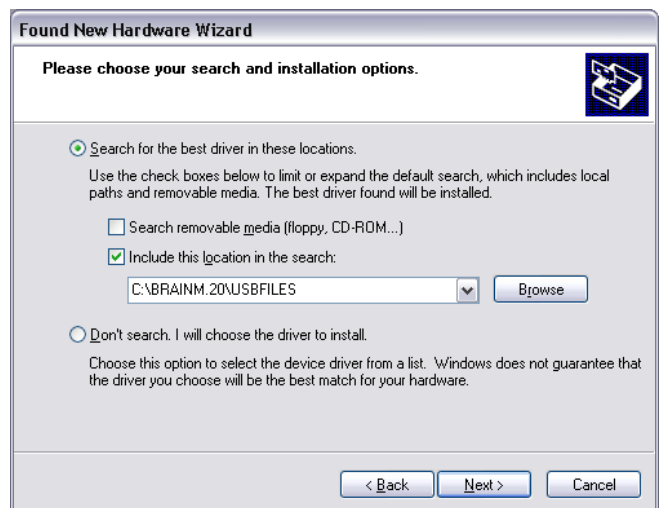 Found New Hardware Wizard
Please choose your search and installation options.
Search for the best driver in these locations.
Use the check boxes below to limit or expand the default search, which includes local
paths and removable media. The best driver found will be installed.
Search removable media (floppy, CD-ROM...)
Include this location in the search:
C:\BRAINM.20\USBFILES
Browse
Don't search. I will choose the driver to install.
Choose this option to select the device driver from a list.  Windows does not guarantee that
the driver you choose will be the best match for your hardware.
< Back
Next >
Cancel